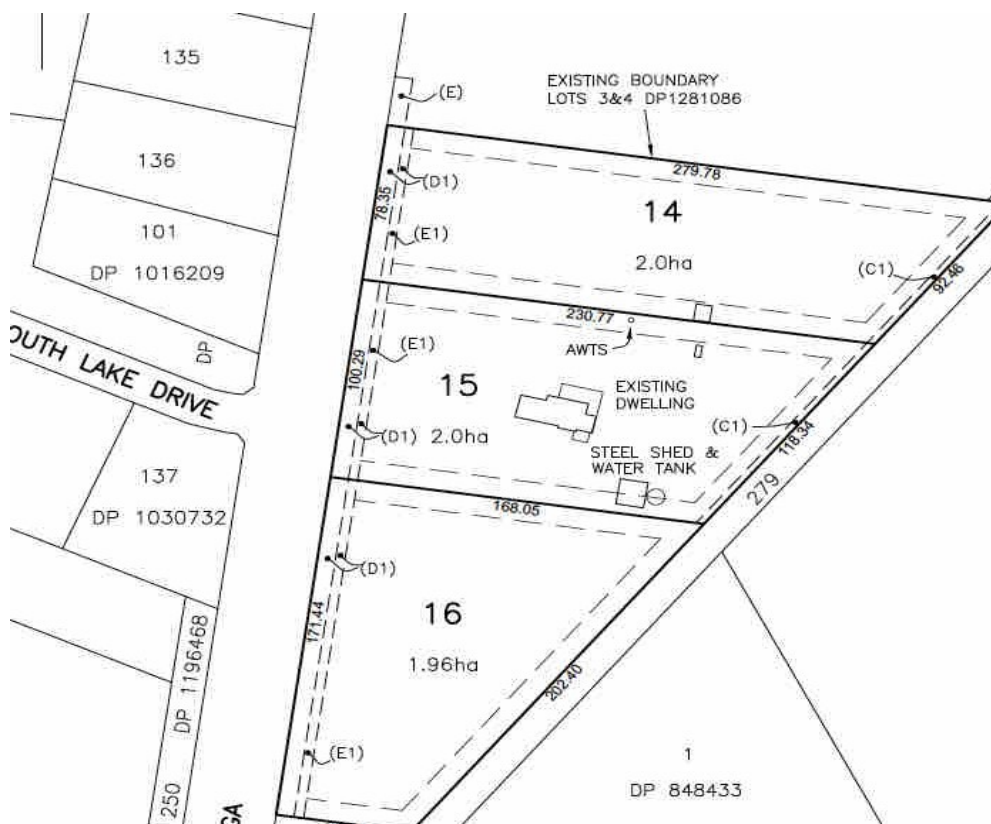 135
(E)
EXISTING BOUNDARY
LOTS 3&4 DP1281086
136
279.78
(D1)
78.35
14
101
DP 1016209
(E1)
2.0ha
(C1)
92.46
230.77
AWTS
DP
OUTH LAKE DRIVE
(E1)
100.29
15
EXISTING
DWELLING
(D1)
2.0ha
(C1)
118.34
STEEL SHED &
WATER TANK
137
DP 1030732
279
168.05
(D1)
16
171.44
1.96ha
DP 1196468
202.40
(E1)
1
DP 848433
250
GA